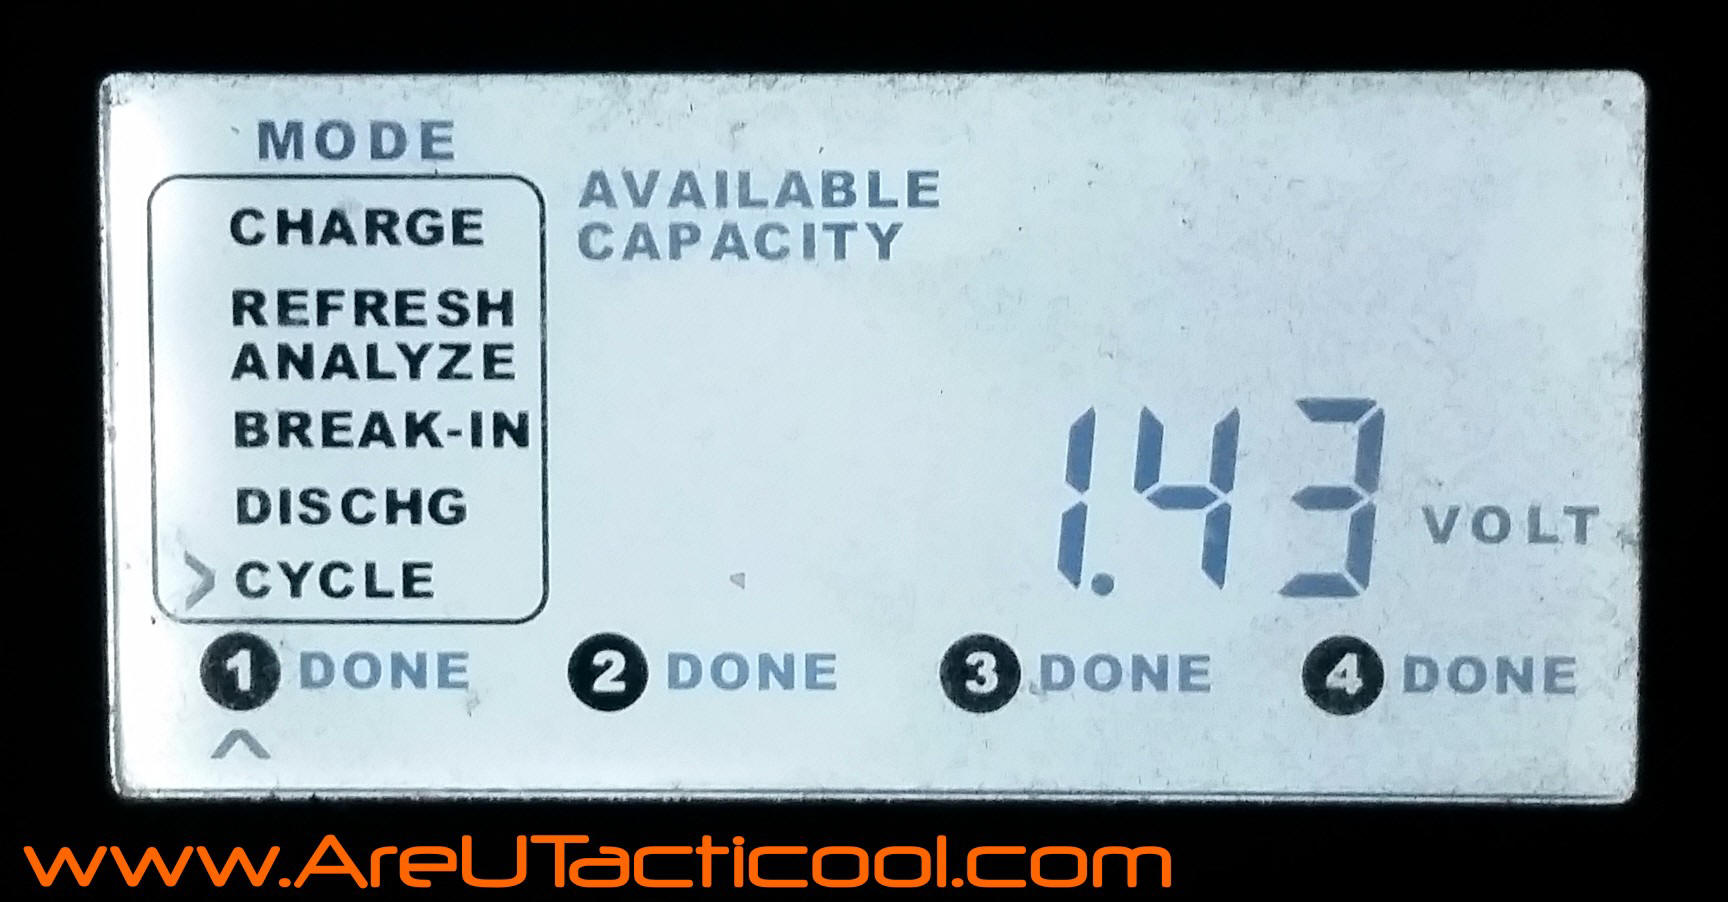 MODE
CHARGE
REFRESH
ANALYZE
BREAK-IN
DISCHG
> CYCLE
AVAILABLE
CAPACITY
1.43 VOLT
1 DONE 2 DONE 3 DONE 4 DONE
^
www.AreUTacticool.com